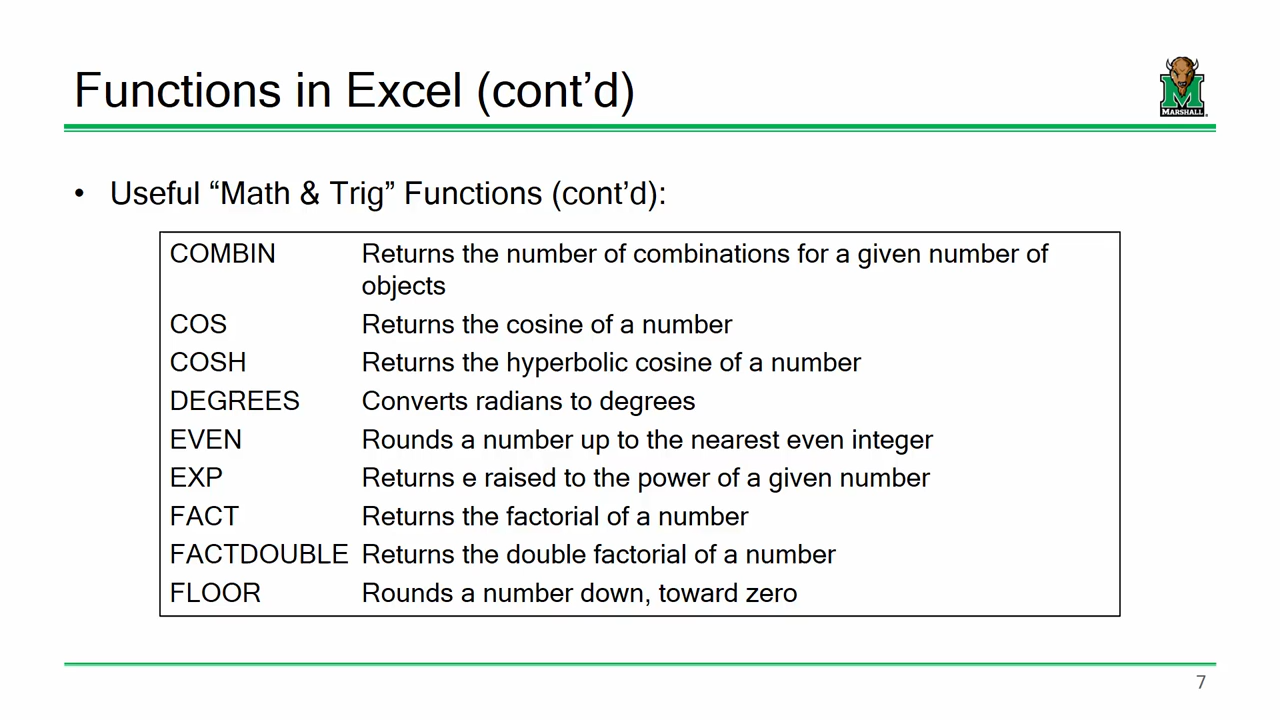 Functions in Excel (cont’d)
MARSHALL
• Useful “Math & Trig” Functions (cont’d):
COMBIN Returns the number of combinations for a given number of
objects
COS Returns the cosine of a number
COSH Returns the hyperbolic cosine of a number
DEGREES Converts radians to degrees
EVEN Rounds a number up to the nearest even integer
EXP Returns e raised to the power of a given number
FACT Returns the factorial of a number
FACTDOUBLE Returns the double factorial of a number
FLOOR Rounds a number down, toward zero
7